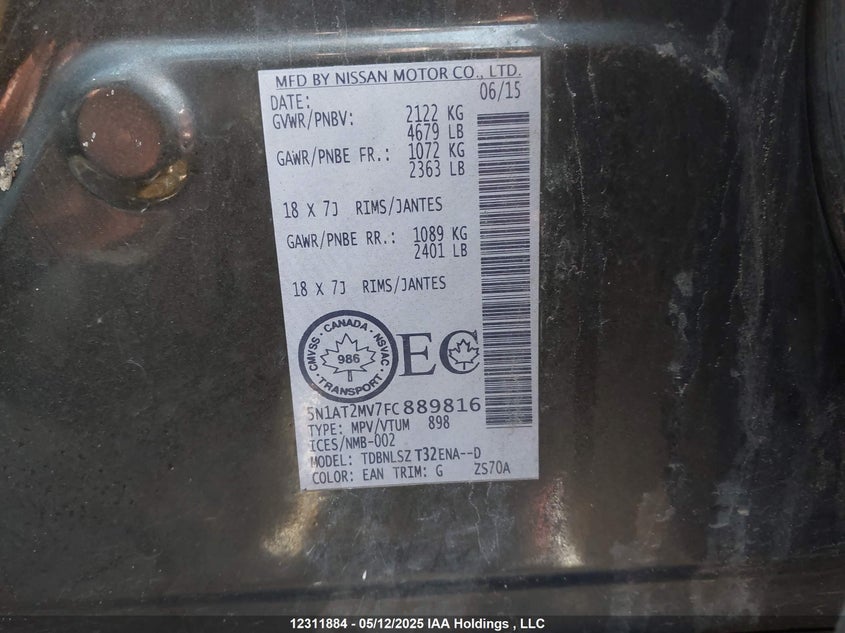 MFD BY NISSAN MOTOR CO., LTD.
DATE: 06/15
GVWR/PNBV: 2122 KG
4679 LB
GAWR/PNBE FR.: 1072 KG
2363 LB
18 X 7J RIMS/JANTES
GAWR/PNBE RR.: 1089 KG
2401 LB
18 X 7J RIMS/JANTES
CMVSS · CANADA · NSVAC · TRANSPORT ·
986
EC
5N1AT2MV7FC889816
TYPE: MPV/VTUM 898
ICES/NMB-002
MODEL: TDBNLSZ T32ENA--D
COLOR: EAN TRIM: G ZS70A
12311884 - 05/12/2025 IAA Holdings , LLC